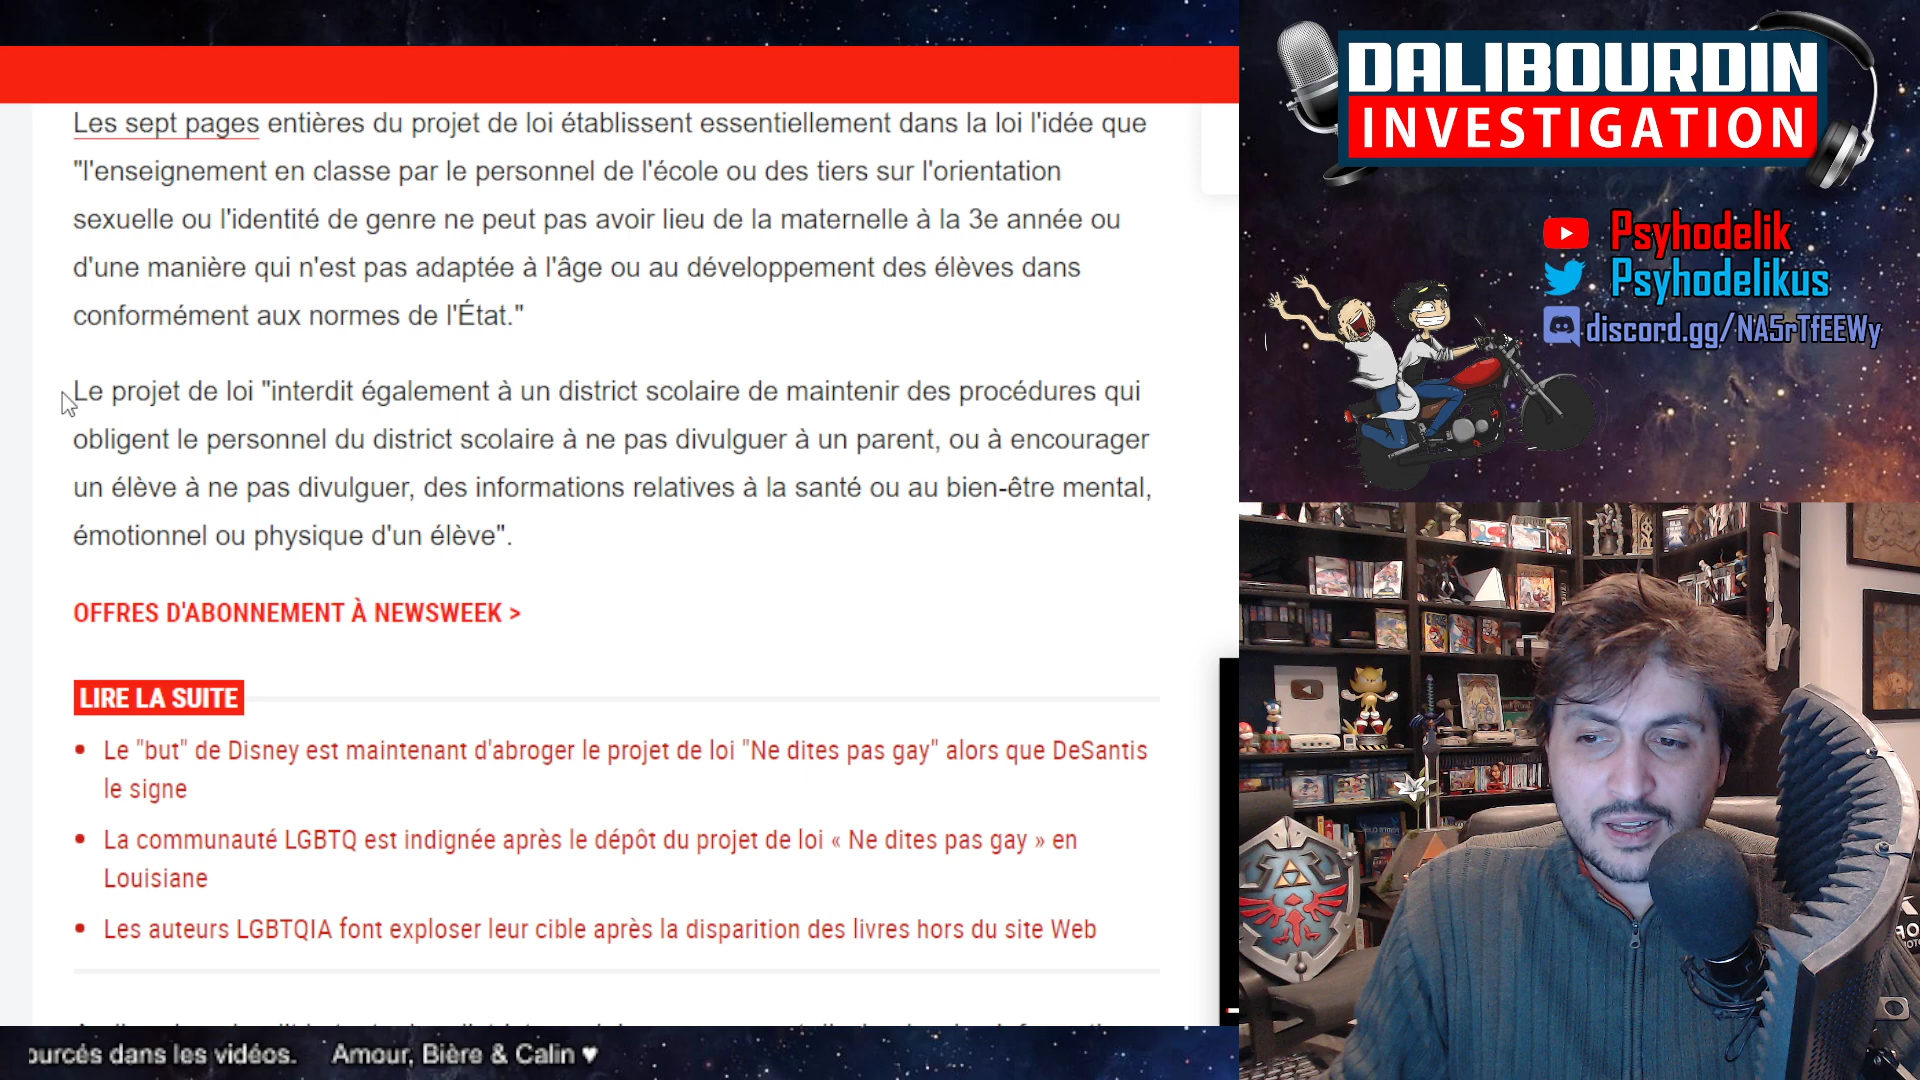 Les sept pages entières du projet de loi établissent essentiellement dans la loi l'idée que
"l'enseignement en classe par le personnel de l'école ou des tiers sur l'orientation
sexuelle ou l'identité de genre ne peut pas avoir lieu de la maternelle à la 3e année ou
d'une manière qui n'est pas adaptée à l'âge ou au développement des élèves dans
conformément aux normes de l'État."
Le projet de loi "interdit également à un district scolaire de maintenir des procédures qui
obligent le personnel du district scolaire à ne pas divulguer à un parent, ou à encourager
un élève à ne pas divulguer, des informations relatives à la santé ou au bien-être mental,
émotionnel ou physique d'un élève".
OFFRES D'ABONNEMENT À NEWSWEEK >
LIRE LA SUITE
• Le "but" de Disney est maintenant d'abroger le projet de loi "Ne dites pas gay" alors que DeSantis
le signe
• La communauté LGBTQ est indignée après le dépôt du projet de loi « Ne dites pas gay » en
Louisiane
• Les auteurs LGBTQIA font exploser leur cible après la disparition des livres hors du site Web
dans les vidéos. Amour, Bière & Calin ♥
DALIBOURDIN
INVESTIGATION
Psyhodelik
Psyhodelikus
discord.gg/NA5rTfEEWy